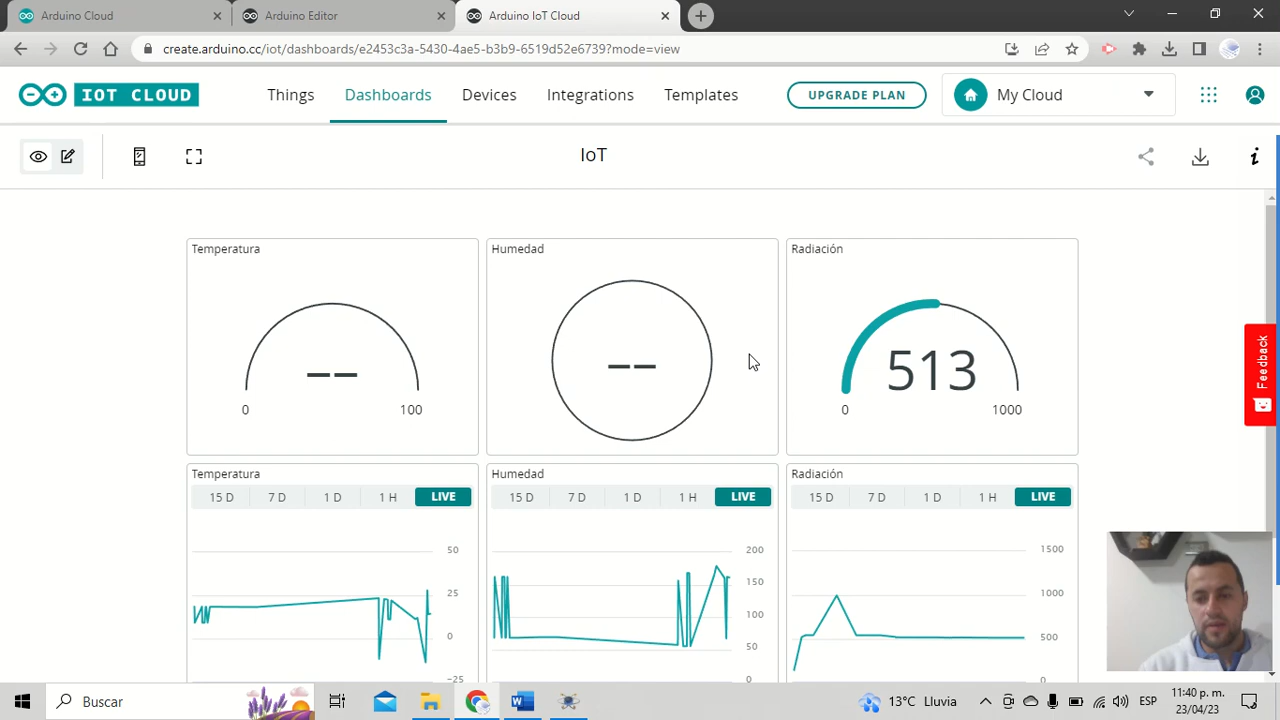 Arduino Cloud
Arduino Editor
Arduino IoT Cloud
create.arduino.cc/iot/dashboards/e2453c3a-5430-4ae5-b3b9-6519d52e6739?mode=view
IOT CLOUD
Things
Dashboards
Devices
Integrations
Templates
UPGRADE PLAN
My Cloud
IoT
Temperatura
--
0
100
Humedad
--
Radiación
513
0
1000
Feedback
Temperatura
15 D 7 D 1 D 1 H LIVE
50
25
0
-25
Humedad
15 D 7 D 1 D 1 H LIVE
200
150
100
50
0
Radiación
15 D 7 D 1 D 1 H LIVE
1500
1000
500
0
Buscar
13°C Lluvia
ESP
11:40 p. m.
23/04/23